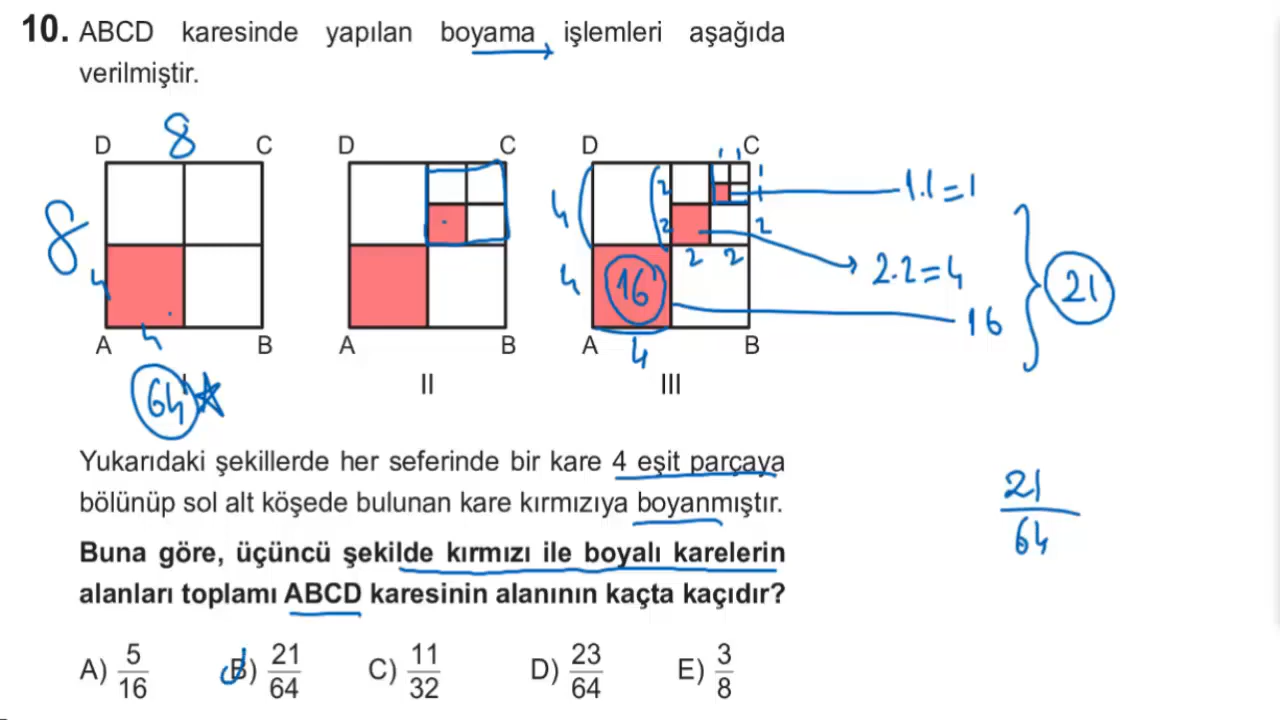 10. ABCD karesinde yapılan boyama işlemleri aşağıda
verilmiştir.
8
D C D C D C
8
4
4
A B A B A B
64
II III
4
4
16
4
2
2
2 2
2
1 1
1
1
1.1=1
2.2=4
16
21
Yukarıdaki şekillerde her seferinde bir kare 4 eşit parçaya
bölünüp sol alt köşede bulunan kare kırmızıya boyanmıştır.
21
64
Buna göre, üçüncü şekilde kırmızı ile boyalı karelerin
alanları toplamı ABCD karesinin alanının kaçta kaçıdır?
A) 5/16 B) 21/64 C) 11/32 D) 23/64 E) 3/8